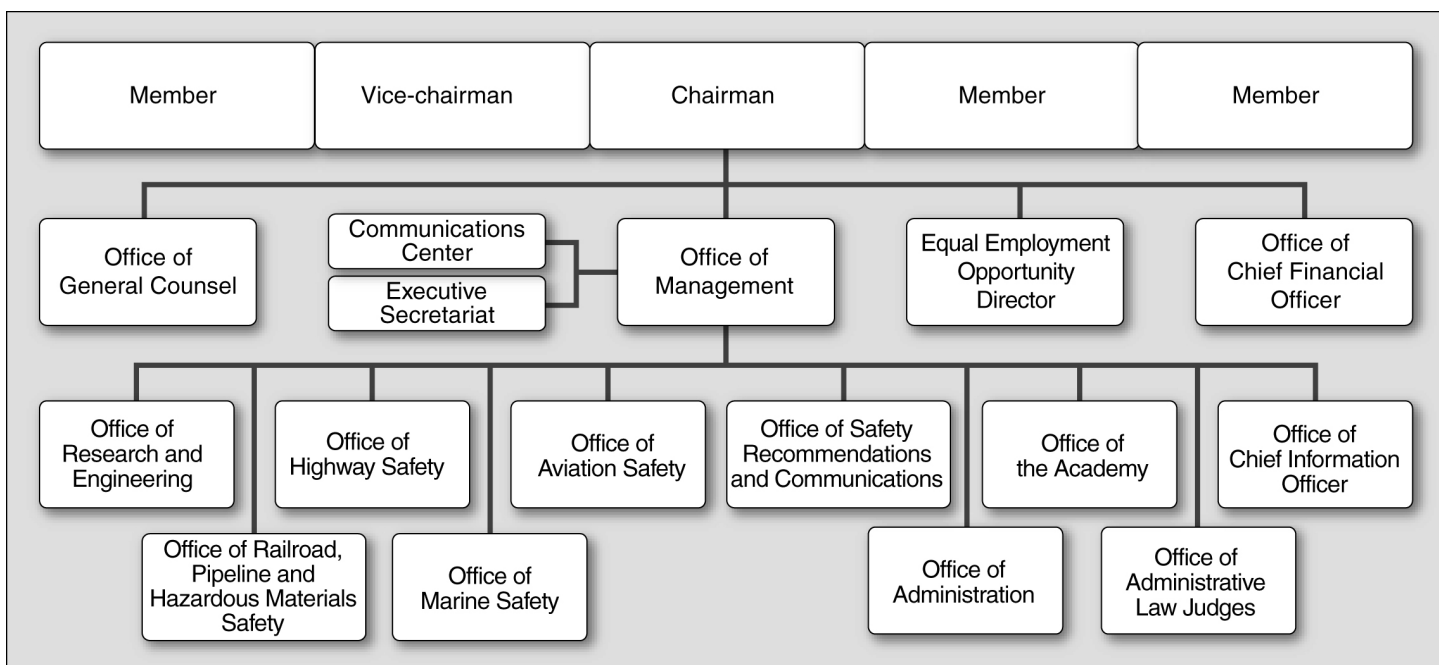 Member
Vice-chairman
Chairman
Member
Member
Office of
General Counsel
Communications
Center
Executive
Secretariat
Office of
Management
Equal Employment
Opportunity
Director
Office of
Chief Financial
Officer
Office of
Research and
Engineering
Office of
Highway Safety
Office of
Aviation Safety
Office of Safety
Recommendations
and Communications
Office of
the Academy
Office of
Chief Information
Officer
Office of Railroad,
Pipeline and
Hazardous Materials
Safety
Office of
Marine Safety
Office of
Administration
Office of
Administrative
Law Judges